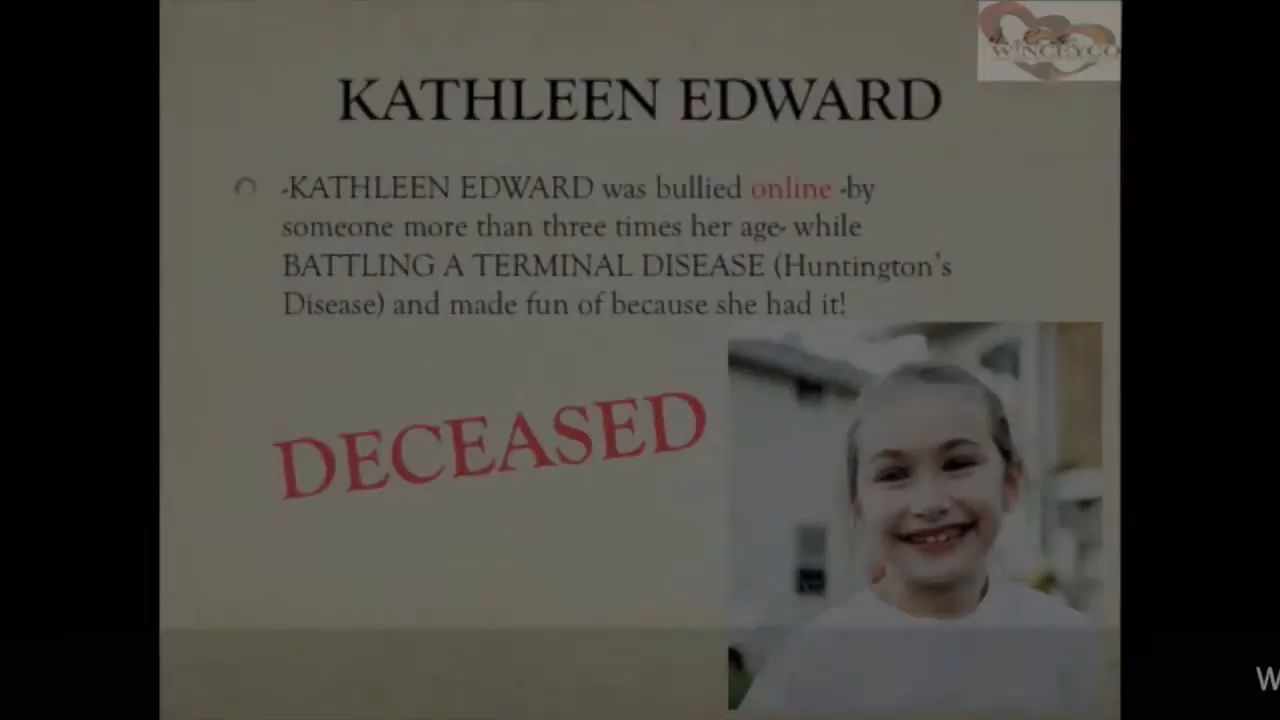 WINCEYCO
KATHLEEN EDWARD
-KATHLEEN EDWARD was bullied online -by
someone more than three times her age- while
BATTLING A TERMINAL DISEASE (Huntington's
Disease) and made fun of because she had it!
DECEASED
W